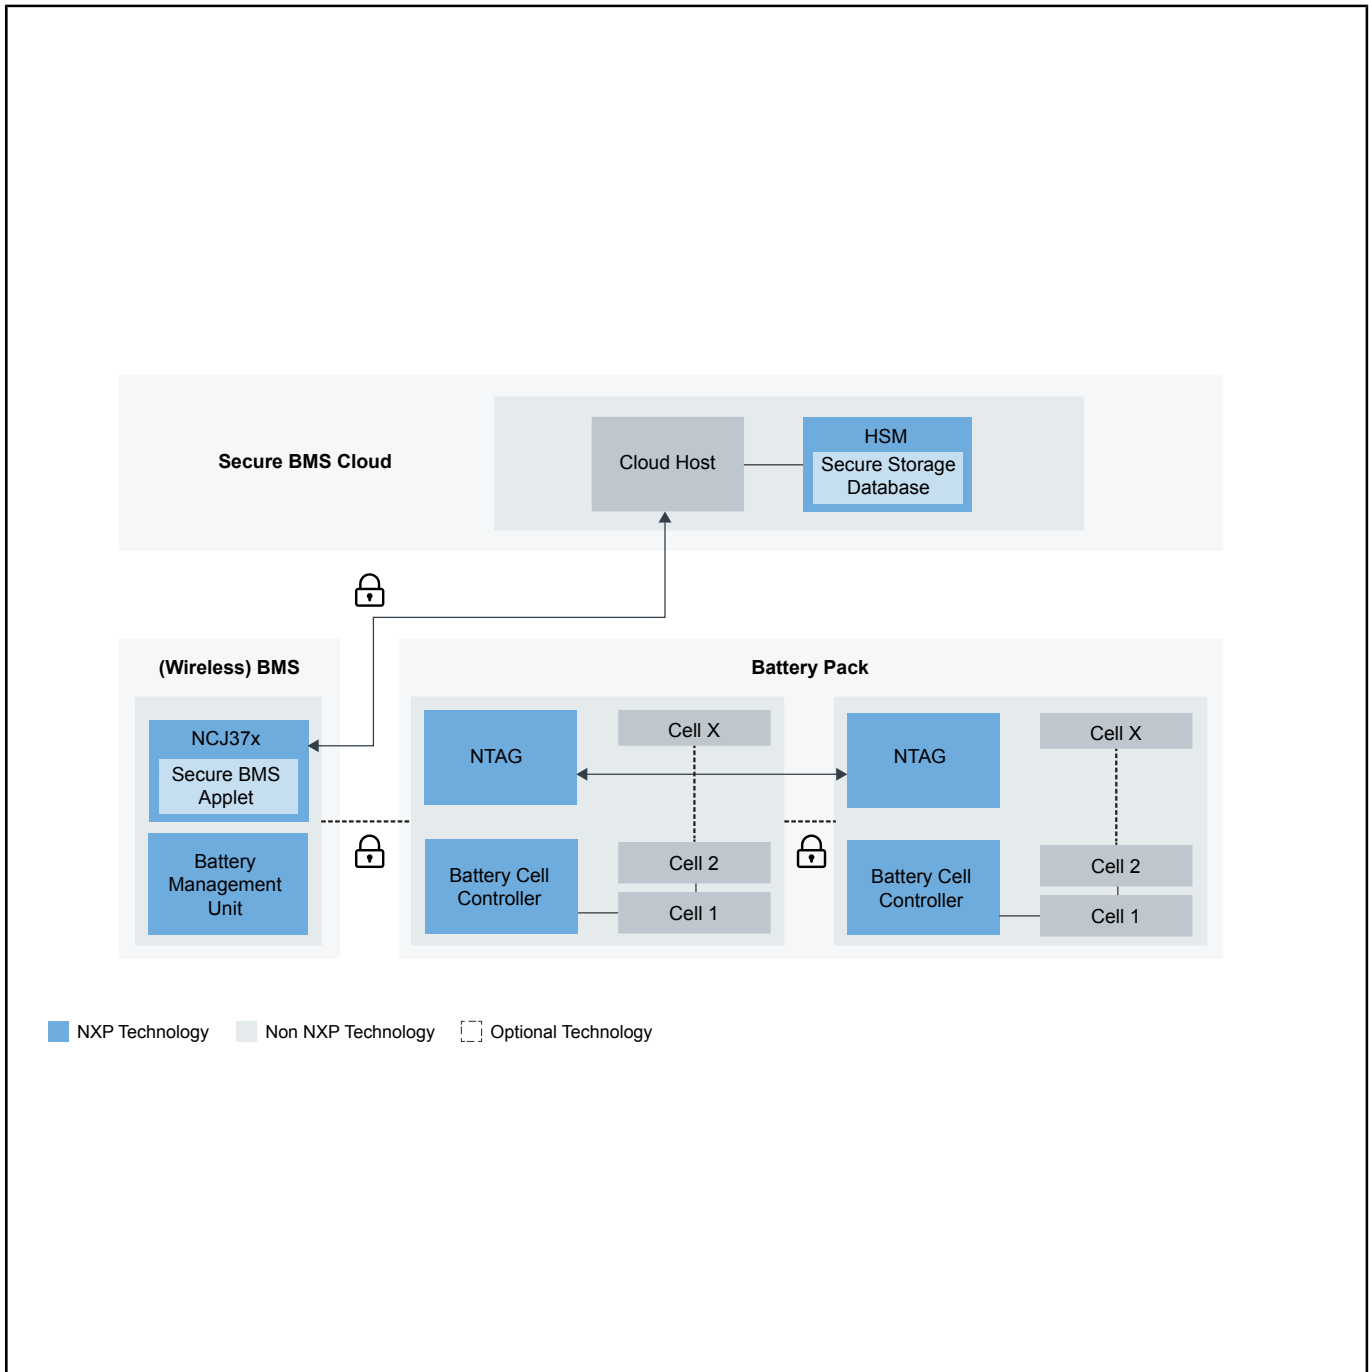 Secure BMS Cloud
Cloud Host
HSM
Secure Storage
Database
(Wireless) BMS
NCJ37x
Secure BMS
Applet
Battery
Management
Unit
Battery Pack
NTAG
Cell X
Battery Cell
Controller
Cell 2
Cell 1
NTAG
Cell X
Battery Cell
Controller
Cell 2
Cell 1
NXP Technology
Non NXP Technology
Optional Technology